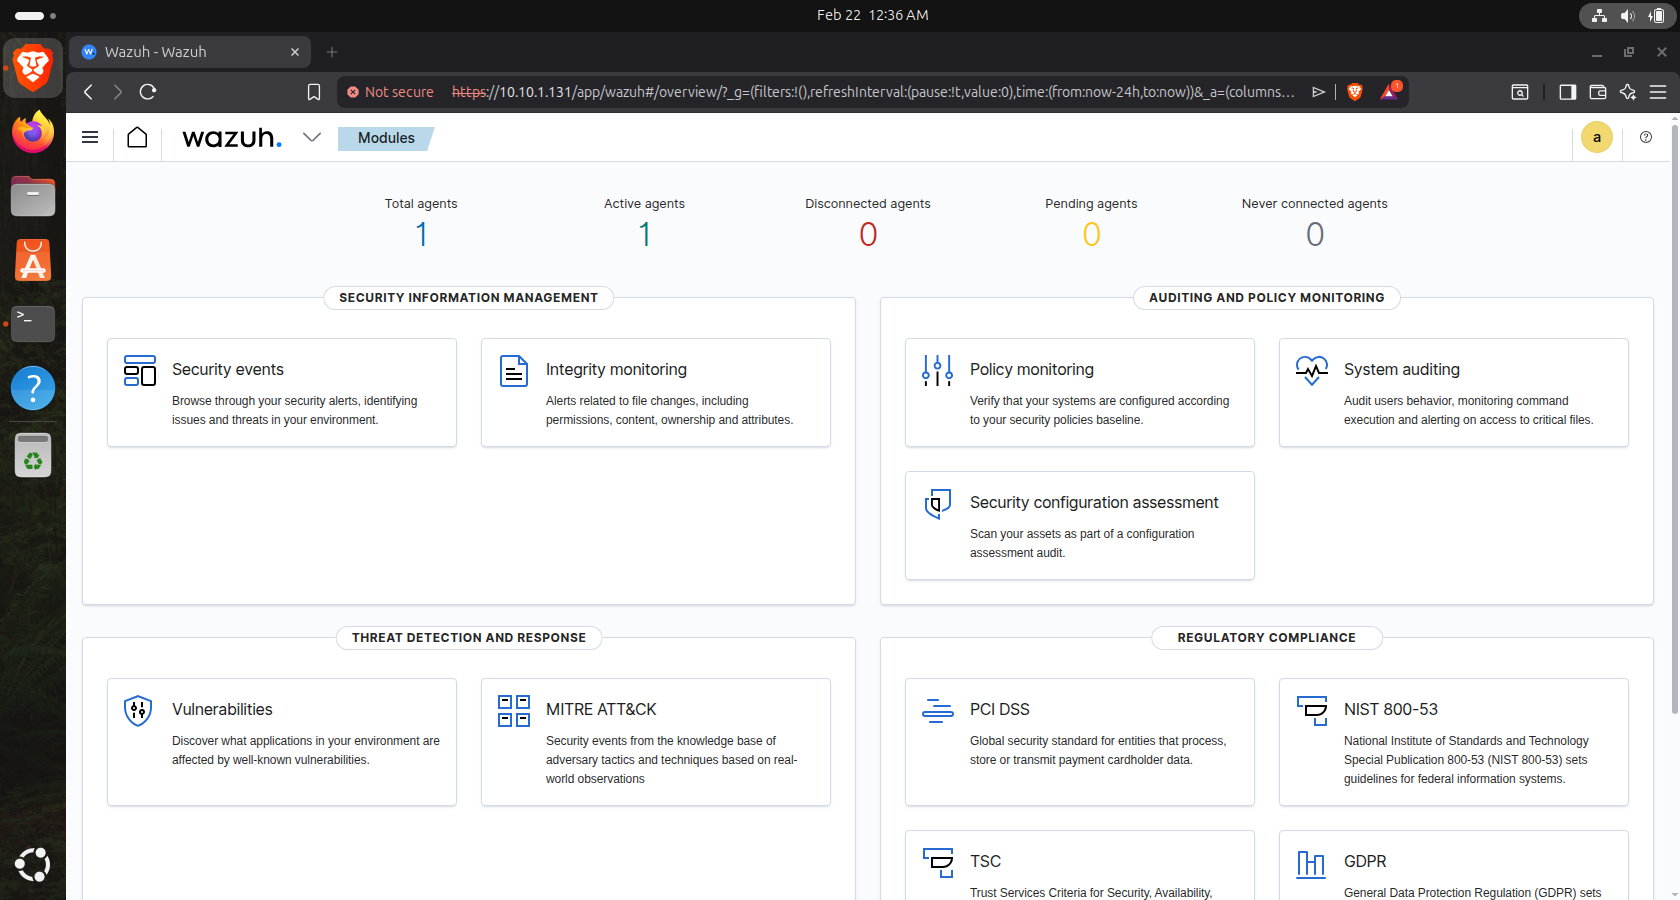 Feb 22 12:36 AM
Wazuh - Wazuh
Not secure https://10.10.1.131/app/wazuh#/overview/?_g=(filters:!(),refreshInterval:(pause:!t,value:0),time:(from:now-24h,to:now))&_a=(columns...
1
wazuh.
Modules
a
Total agents
1
Active agents
1
Disconnected agents
0
Pending agents
0
Never connected agents
0
SECURITY INFORMATION MANAGEMENT
Security events
Browse through your security alerts, identifying
issues and threats in your environment.
Integrity monitoring
Alerts related to file changes, including
permissions, content, ownership and attributes.
AUDITING AND POLICY MONITORING
Policy monitoring
Verify that your systems are configured according
to your security policies baseline.
System auditing
Audit users behavior, monitoring command
execution and alerting on access to critical files.
Security configuration assessment
Scan your assets as part of a configuration
assessment audit.
THREAT DETECTION AND RESPONSE
Vulnerabilities
Discover what applications in your environment are
affected by well-known vulnerabilities.
MITRE ATT&CK
Security events from the knowledge base of
adversary tactics and techniques based on real-
world observations
REGULATORY COMPLIANCE
PCI DSS
Global security standard for entities that process,
store or transmit payment cardholder data.
NIST 800-53
National Institute of Standards and Technology
Special Publication 800-53 (NIST 800-53) sets
guidelines for federal information systems.
TSC
Trust Services Criteria for Security, Availability,
GDPR
General Data Protection Regulation (GDPR) sets